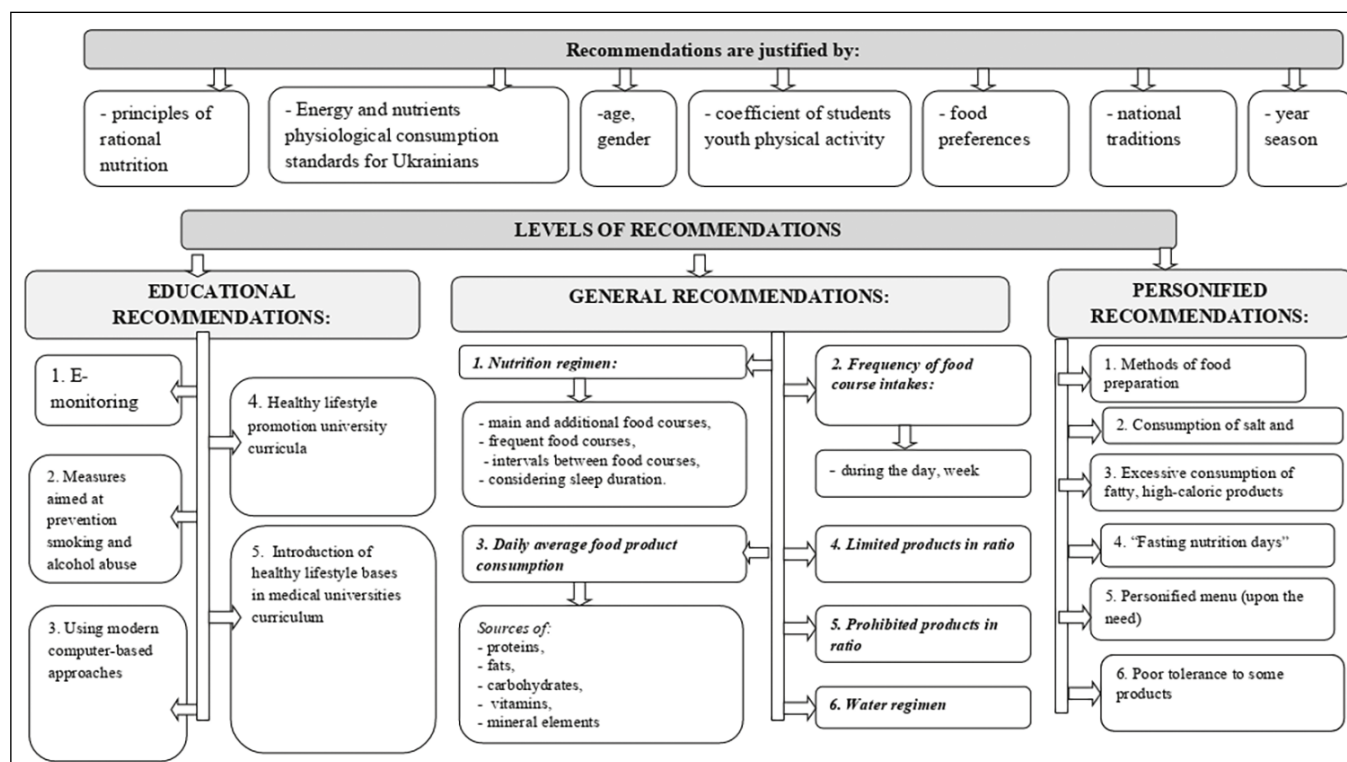 Recommendations are justified by:
- principles of
rational
nutrition
- Energy and nutrients
physiological consumption
standards for Ukrainians
-age,
gender
- coefficient of students
youth physical activity
- food
preferences
- national
traditions
- year
season
LEVELS OF RECOMMENDATIONS
EDUCATIONAL
RECOMMENDATIONS:
1. E-
monitoring
2. Measures
aimed at
prevention
smoking and
alcohol abuse
3. Using modern
computer-based
approaches
4. Healthy lifestyle
promotion university
curricula
5. Introduction of
healthy lifestyle bases
in medical universities
curriculum
GENERAL RECOMMENDATIONS:
1. Nutrition regimen:
- main and additional food courses,
- frequent food courses,
- intervals between food courses,
- considering sleep duration.
2. Frequency of food
course intakes:
- during the day, week
3. Daily average food product
consumption
Sources of:
- proteins,
- fats,
- carbohydrates,
- vitamins,
- mineral elements
4. Limited products in ratio
5. Prohibited products in
ratio
6. Water regimen
PERSONIFIED
RECOMMENDATIONS:
1. Methods of food
preparation
2. Consumption of salt and
3. Excessive consumption of
fatty, high-caloric products
4. “Fasting nutrition days”
5. Personified menu (upon the
need)
6. Poor tolerance to some
products